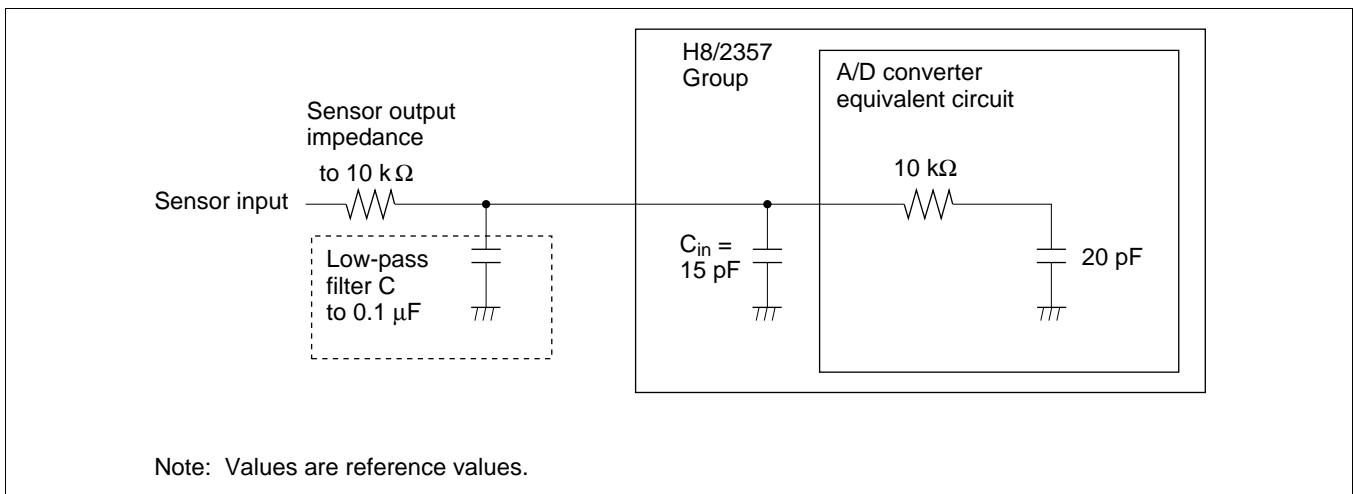 H8/2357
Group
A/D converter
equivalent circuit
Sensor output
impedance
to 10 kΩ
10 kΩ
Sensor input
Low-pass
filter C
to 0.1 μF
Cin =
15 pF
20 pF
Note: Values are reference values.